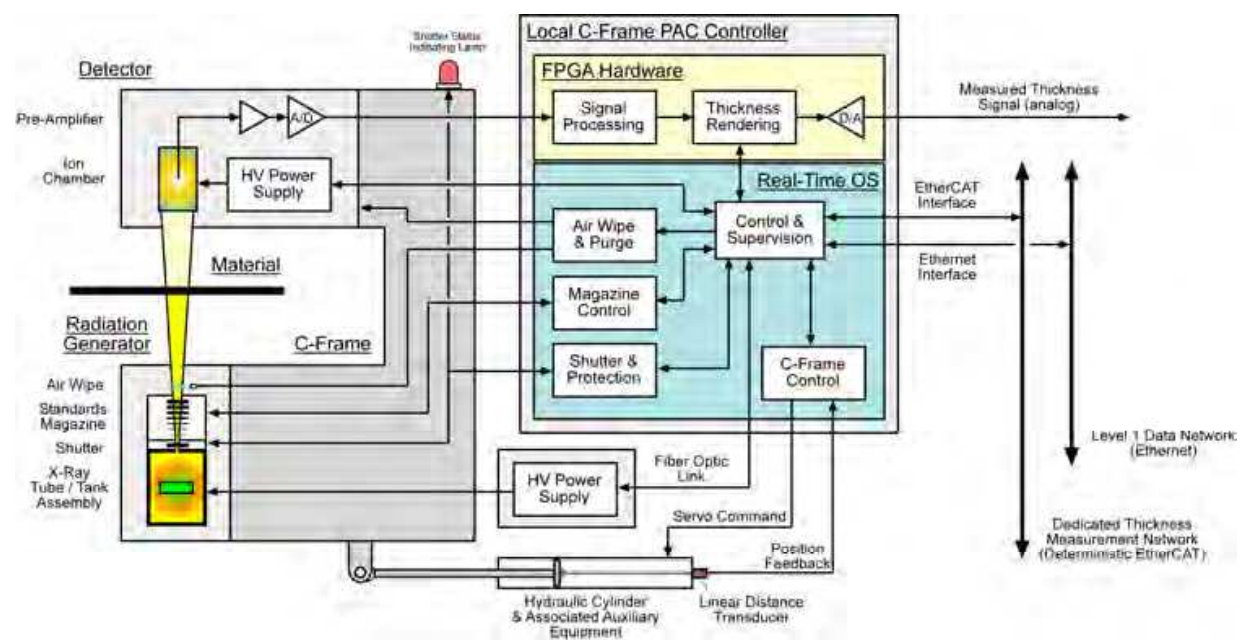 Shutter Status
Indicating Lamp
Local C-Frame PAC Controller
FPGA Hardware
Detector
Pre-Amplifier
A/D
Signal
Processing
Thickness
Rendering
D/A
Measured Thickness
Signal (analog)
Ion
Chamber
HV Power
Supply
Real-Time OS
Air Wipe
& Purge
Control &
Supervision
EtherCAT
Interface
Ethernet
Interface
Material
Magazine
Control
Radiation
Generator
C-Frame
Shutter &
Protection
C-Frame
Control
Air Wipe
Standards
Magazine
Shutter
X-Ray
Tube / Tank
Assembly
Fiber Optic
Link
HV Power
Supply
Level 1 Data Network
(Ethernet)
Servo Command
Position
Feedback
Dedicated Thickness
Measurement Network
(Deterministic EtherCAT)
Hydraulic Cylinder
& Associated Auxiliary
Equipment
Linear Distance
Transducer